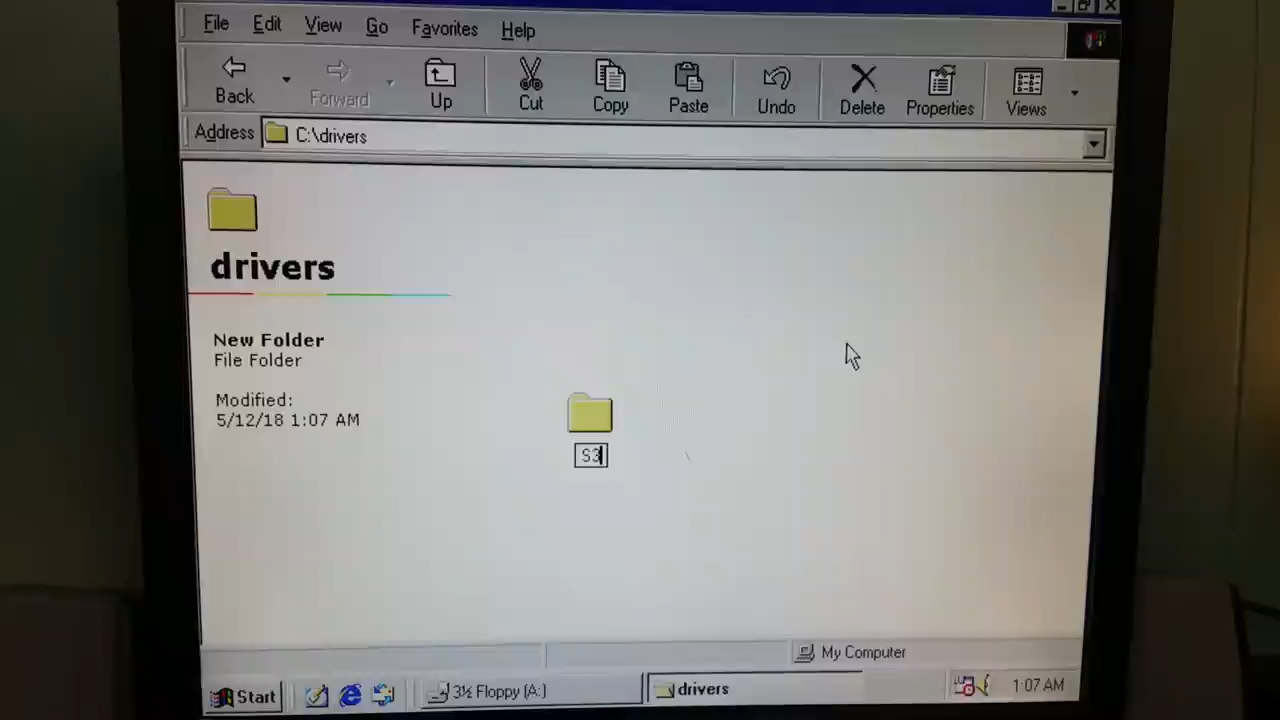 File Edit View Go Favorites Help
Back Forward Up Cut Copy Paste Undo Delete Properties Views
Address C:\drivers
drivers
New Folder
File Folder
Modified:
5/12/18 1:07 AM
S3
My Computer
Start 3½ Floppy (A:) drivers 1:07 AM